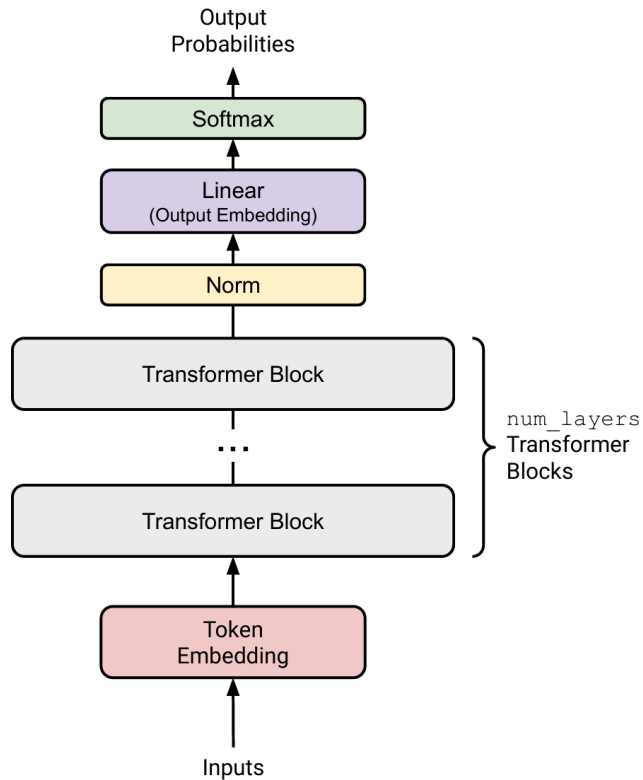 Output
Probabilities
Softmax
Linear
(Output Embedding)
Norm
Transformer Block
...
num_layers
Transformer
Blocks
Transformer Block
Token
Embedding
Inputs